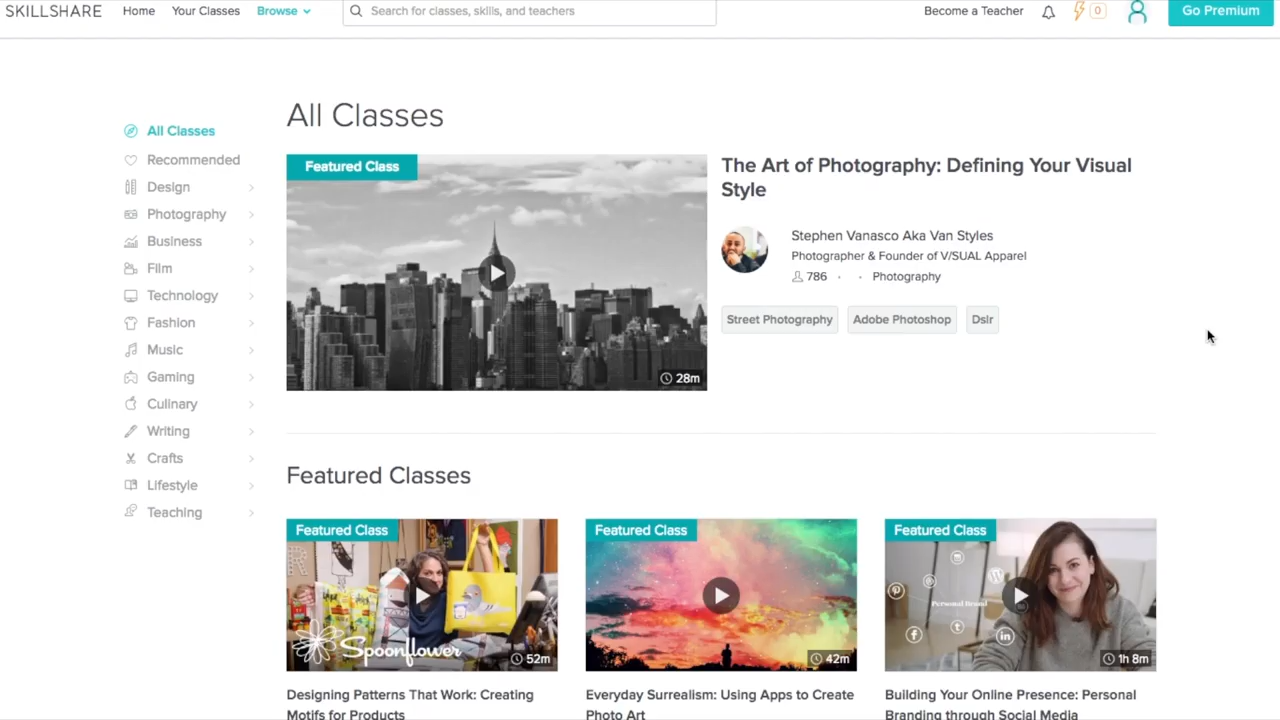 SKILLSHARE Home Your Classes Browse Search for classes, skills, and teachers Become a Teacher 0 Go Premium
All Classes
All Classes
Recommended
Design
Photography
Business
Film
Technology
Fashion
Music
Gaming
Culinary
Writing
Crafts
Lifestyle
Teaching
Featured Class
28m
The Art of Photography: Defining Your Visual
Style
Stephen Vanasco Aka Van Styles
Photographer & Founder of V/SUAL Apparel
786 · · Photography
Street Photography Adobe Photoshop Dslr
Featured Classes
Featured Class
Spoonflower
52m
Designing Patterns That Work: Creating
Motifs for Products
Featured Class
42m
Everyday Surrealism: Using Apps to Create
Photo Art
Featured Class
Personal Brand
1h 8m
Building Your Online Presence: Personal
Branding through Social Media